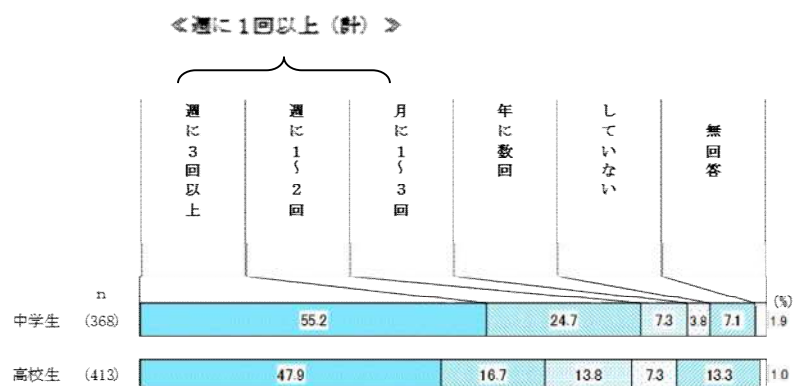 ≪週に1回以上（計）≫
週に3回以上
週に1～2回
月に1～3回
年に数回
していない
無回答
n
(%)
中学生 (368) 55.2 24.7 7.3 3.8 7.1 1.9
高校生 (413) 47.9 16.7 13.8 7.3 13.3 1.0